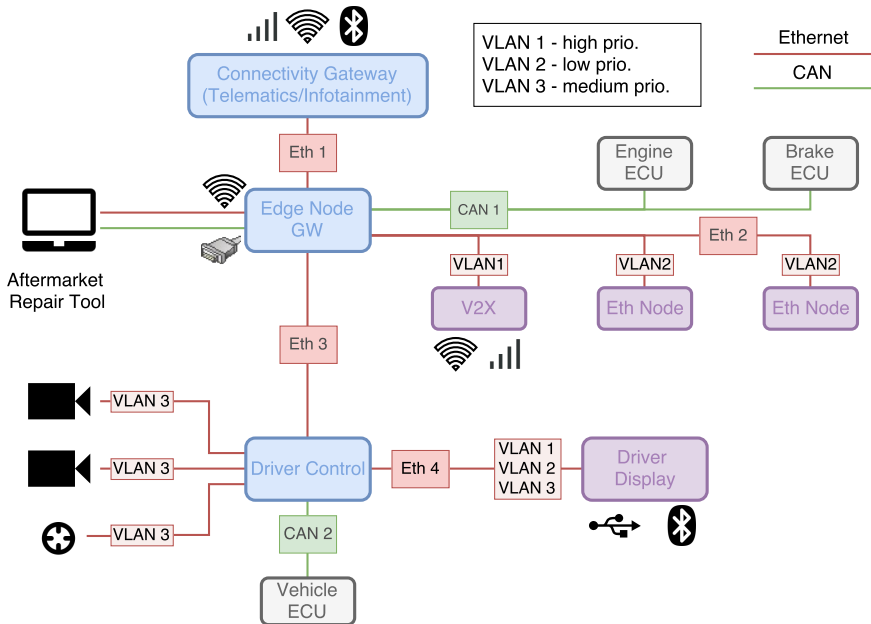 Connectivity Gateway
(Telematics/Infotainment)
VLAN 1 - high prio.
VLAN 2 - low prio.
VLAN 3 - medium prio.
Ethernet
CAN
Eth 1
Engine
ECU
Brake
ECU
Edge Node
GW
CAN 1
Eth 2
VLAN1
VLAN2
VLAN2
Aftermarket
Repair Tool
V2X
Eth Node
Eth Node
Eth 3
VLAN 3
VLAN 3
VLAN 3
Driver Control
Eth 4
VLAN 1
VLAN 2
VLAN 3
Driver
Display
CAN 2
Vehicle
ECU